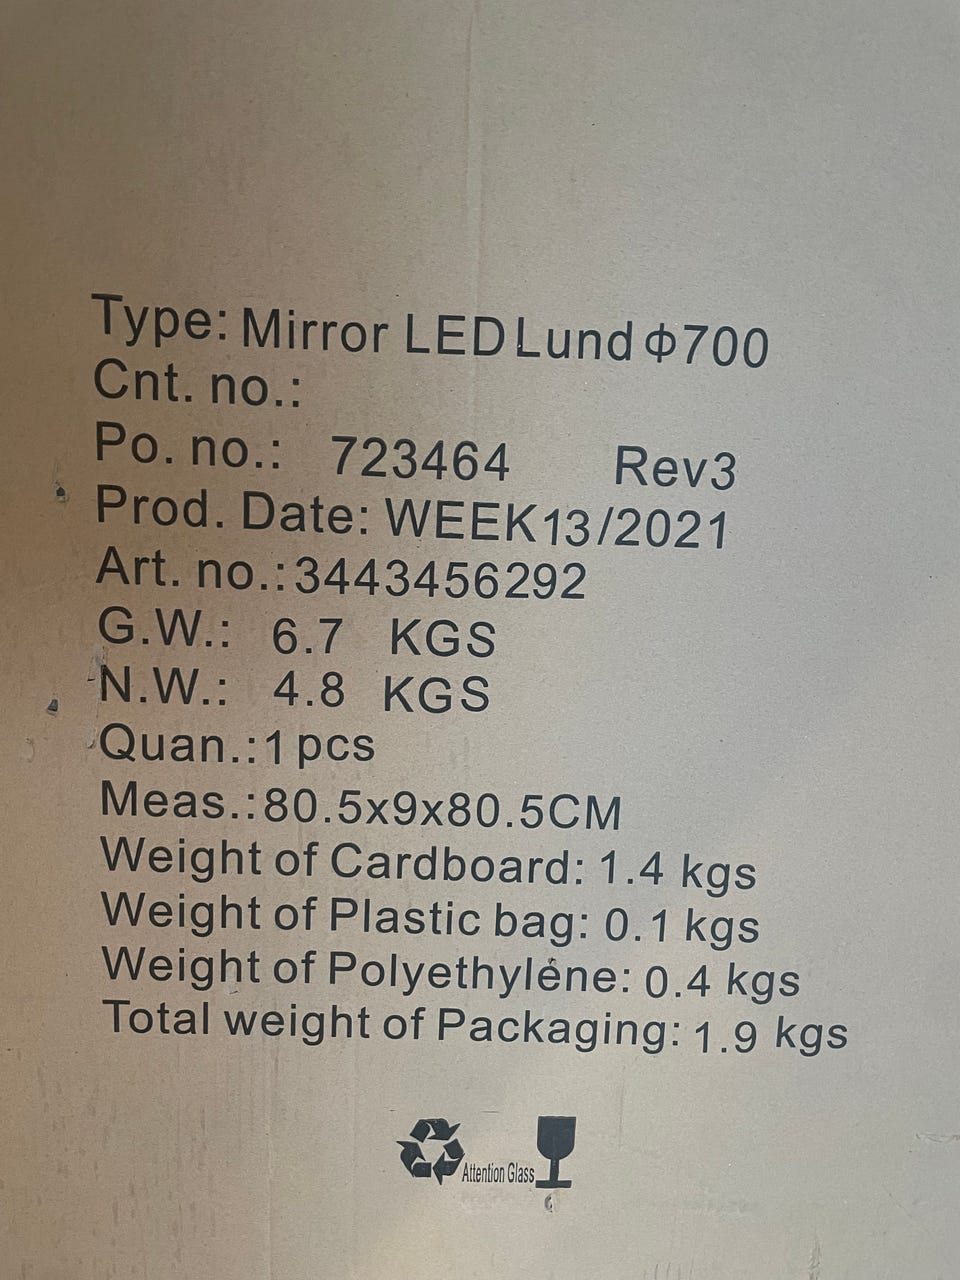 Type: Mirror LED Lund Φ700
Cnt. no.:
Po. no.: 723464 Rev3
Prod. Date: WEEK13/2021
Art. no.:3443456292
G.W.: 6.7 KGS
N.W.: 4.8 KGS
Quan.:1pcs
Meas.:80.5x9x80.5CM
Weight of Cardboard: 1.4 kgs
Weight of Plastic bag: 0.1 kgs
Weight of Polyethylene: 0.4 kgs
Total weight of Packaging: 1.9 kgs
Attention Glass